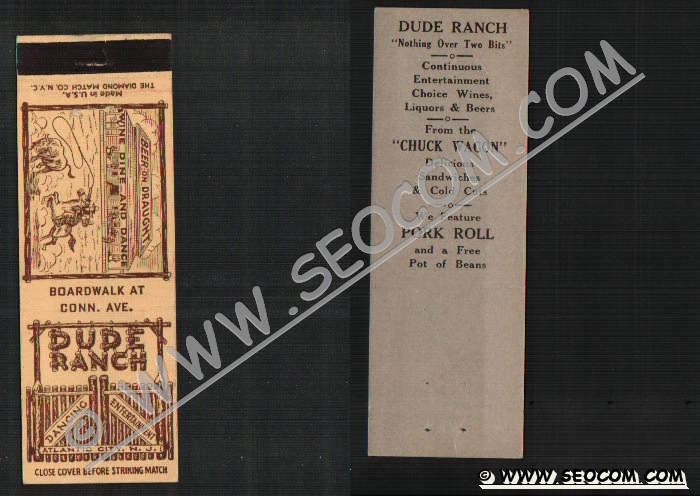 THE DIAMOND MATCH CO. N.Y.C.
Made in U.S.A.
BEER ON DRAUGHT
WINE DINE AND DANCE
BOARDWALK AT
CONN. AVE.
DUDE
RANCH
DANCING
ENTERTAINMENT
ATLANTIC CITY, N. J.
CLOSE COVER BEFORE STRIKING MATCH
DUDE RANCH
"Nothing Over Two Bits"
Continuous
Entertainment
Choice Wines,
Liquors & Beers
From the
"CHUCK WAGON"
Delicious
Sandwiches
& Cold Cuts
We Feature
PORK ROLL
and a Free
Pot of Beans
© WWW.SEOCOM.COM
© WWW.SEOCOM.COM